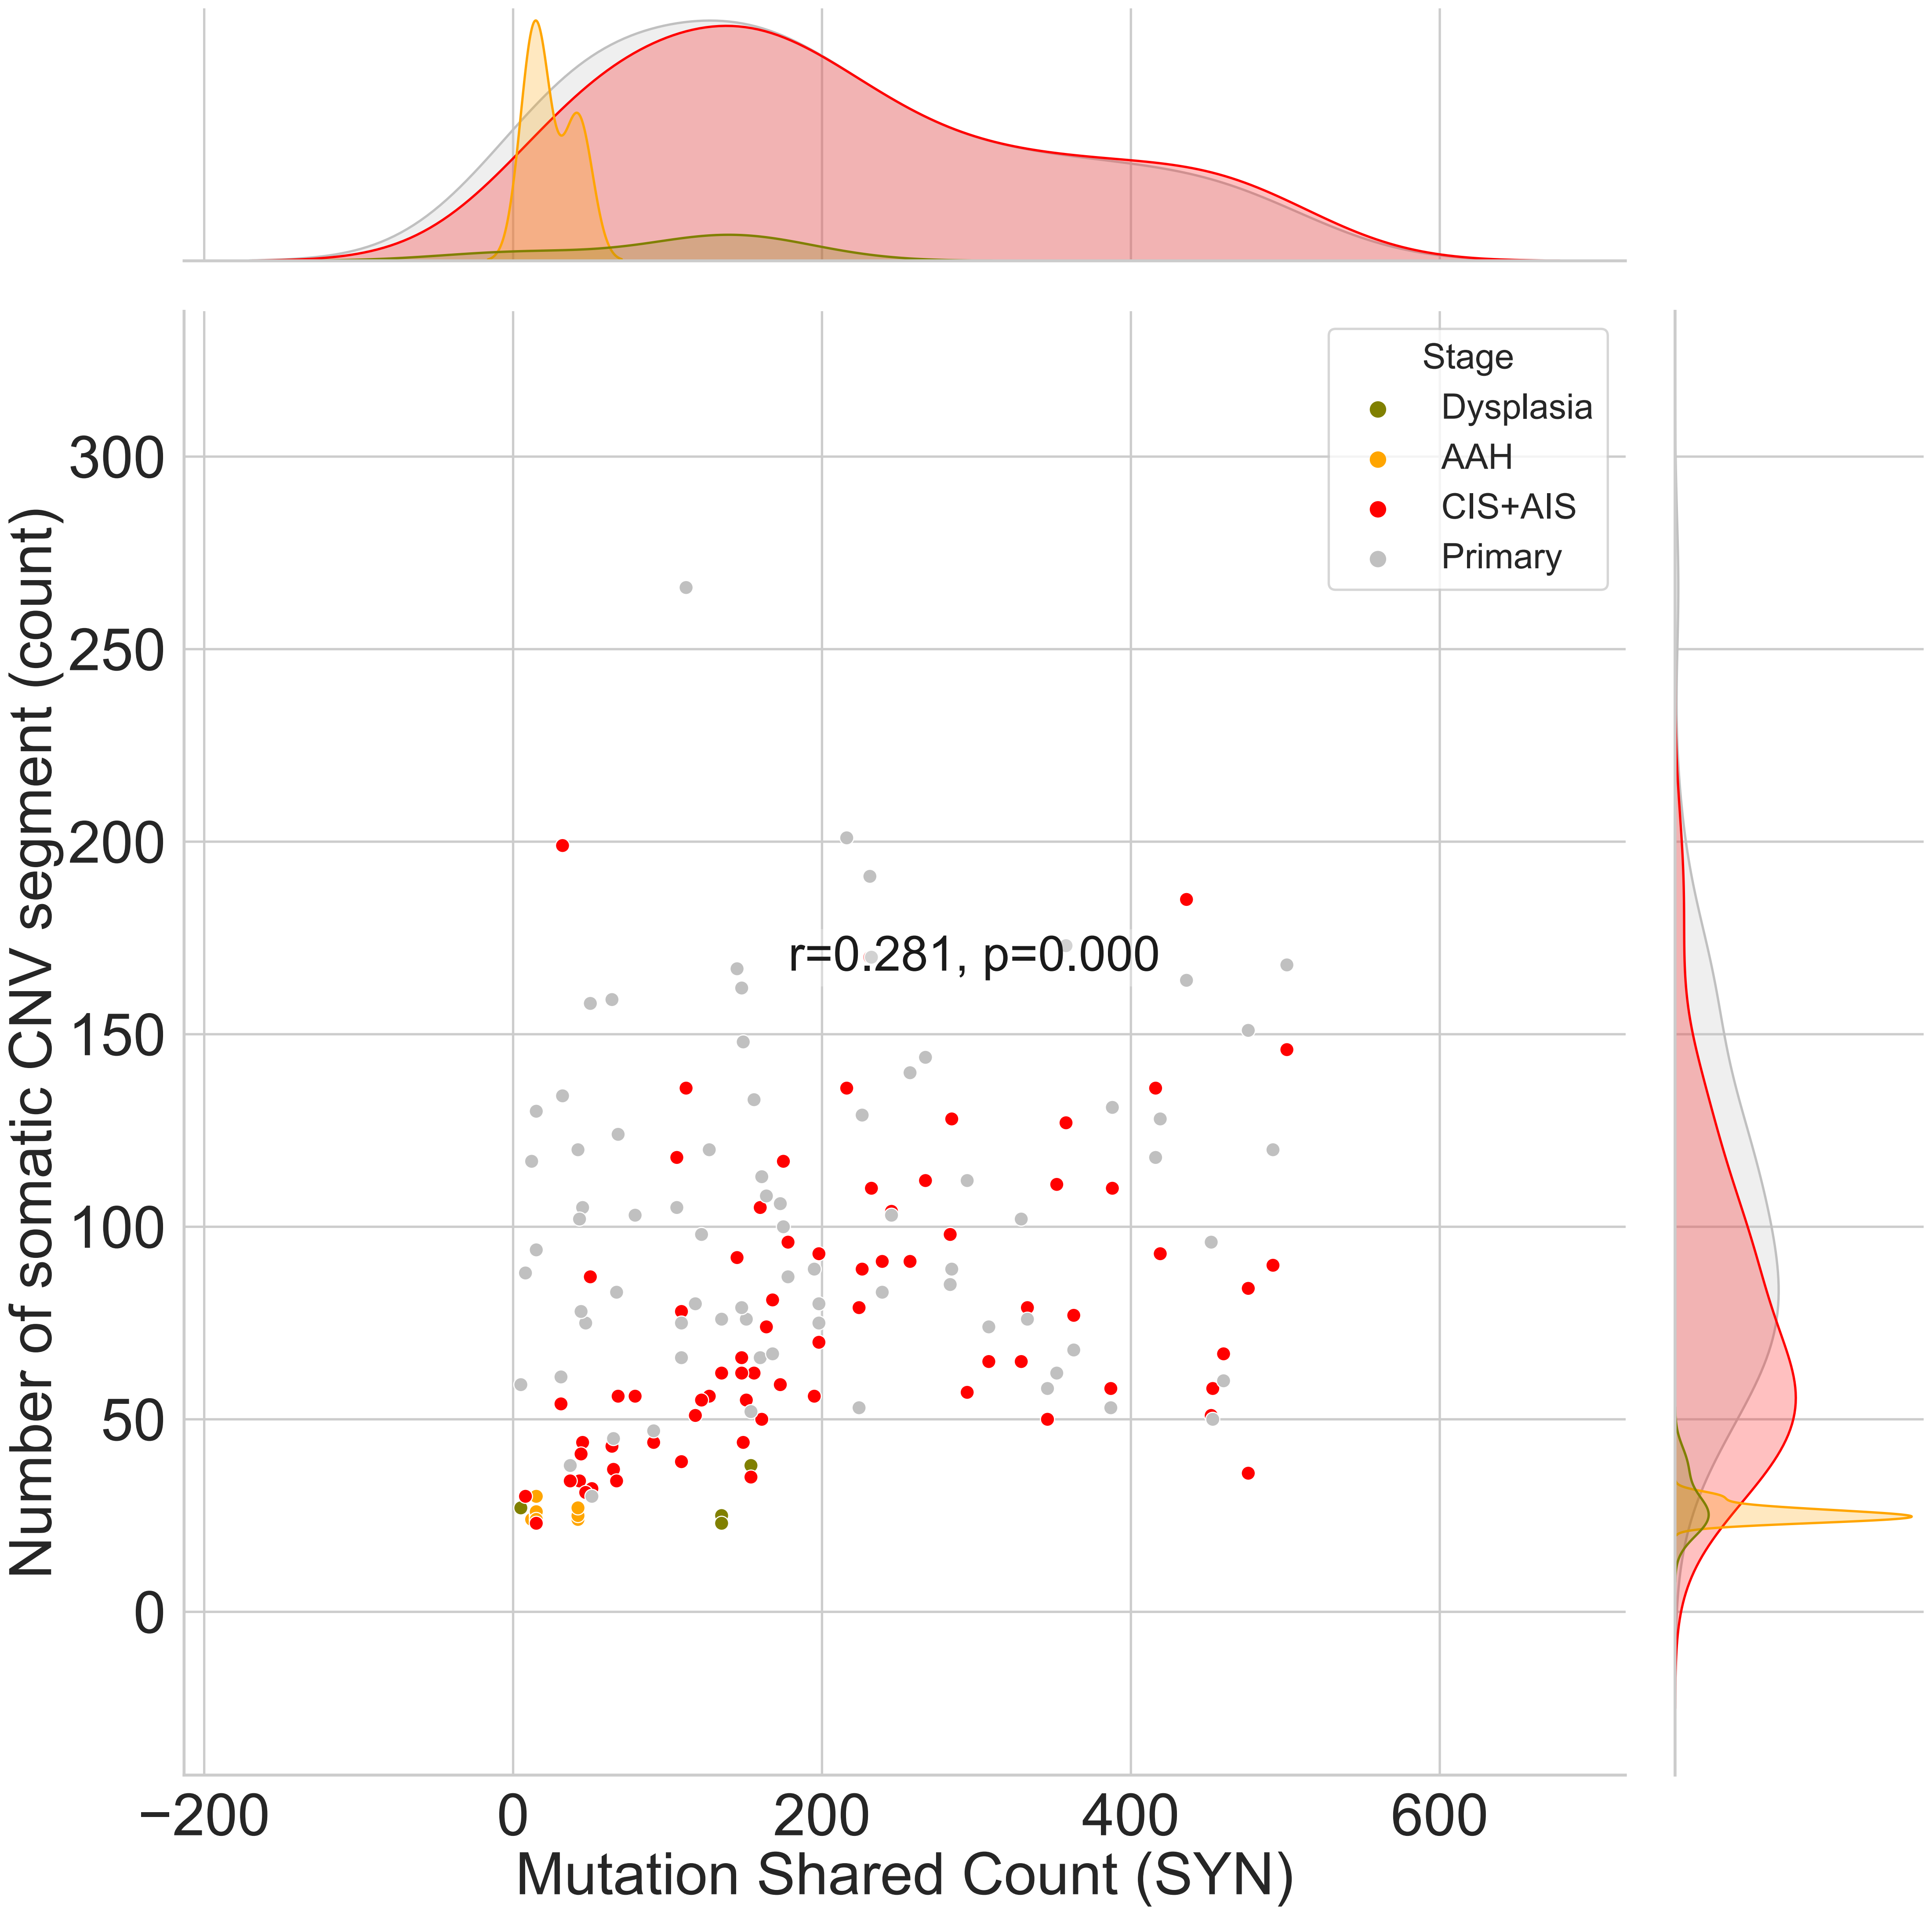 Stage
Dysplasia
AAH
CIS+AIS
Primary
300
250
200
150
100
50
0
Number of somatic CNV segment (count)
r=0.281, p=0.000
−200 0 200 400 600
Mutation Shared Count (SYN)